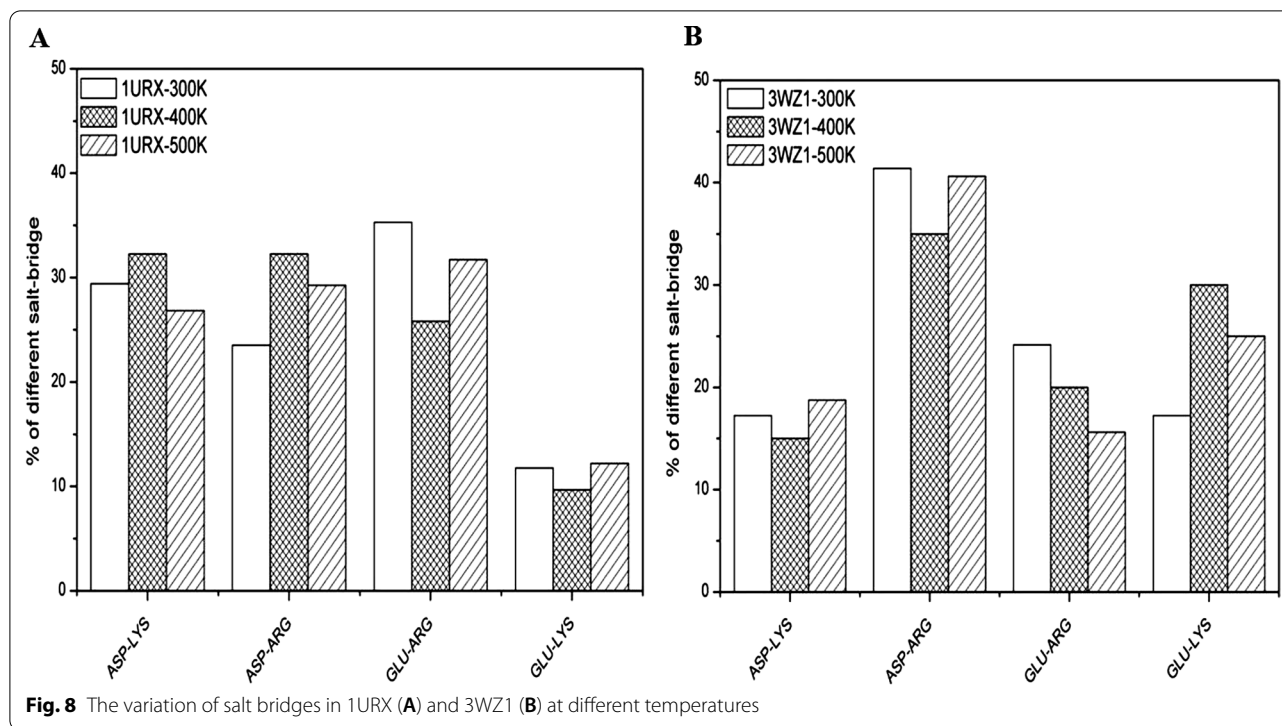 A
% of different salt-bridge
50
40
30
20
10
0
1URX-300K
1URX-400K
1URX-500K
ASP-LYS
ASP-ARG
GLU-ARG
GLU-LYS
B
% of different salt-bridge
50
40
30
20
10
0
3WZ1-300K
3WZ1-400K
3WZ1-500K
ASP-LYS
ASP-ARG
GLU-ARG
GLU-LYS
Fig. 8 The variation of salt bridges in 1URX (A) and 3WZ1 (B) at different temperatures